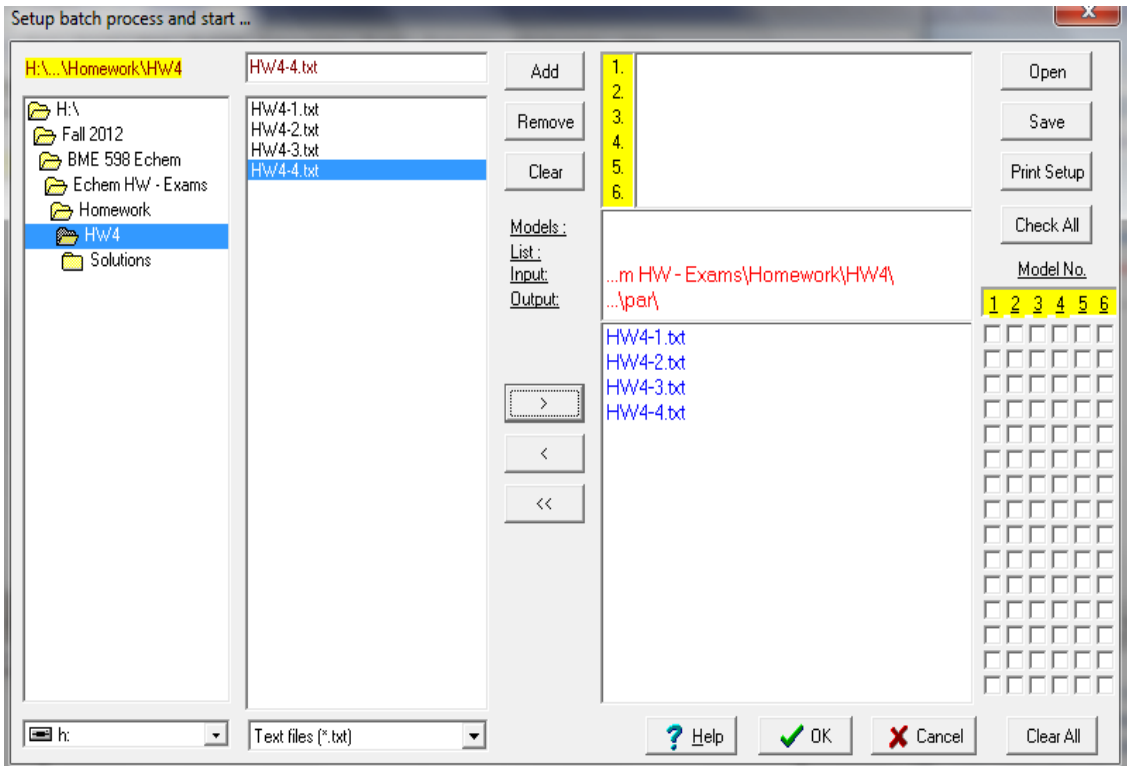 Setup batch process and start ...
x
H:\...\Homework\HW4
H:\
Fall 2012
BME 598 Echem
Echem HW - Exams
Homework
HW4
Solutions
h:
HW4-4.txt
HW4-1.txt
HW4-2.txt
HW4-3.txt
HW4-4.txt
Text files (*.txt)
Add
Remove
Clear
Models :
List :
Input:
Output:
>
<
<<
1.
2.
3.
4.
5.
6.
...m HW - Exams\Homework\HW4\
...\par\
HW4-1.txt
HW4-2.txt
HW4-3.txt
HW4-4.txt
Open
Save
Print Setup
Check All
Model No.
1 2 3 4 5 6
? Help
OK
Cancel
Clear All